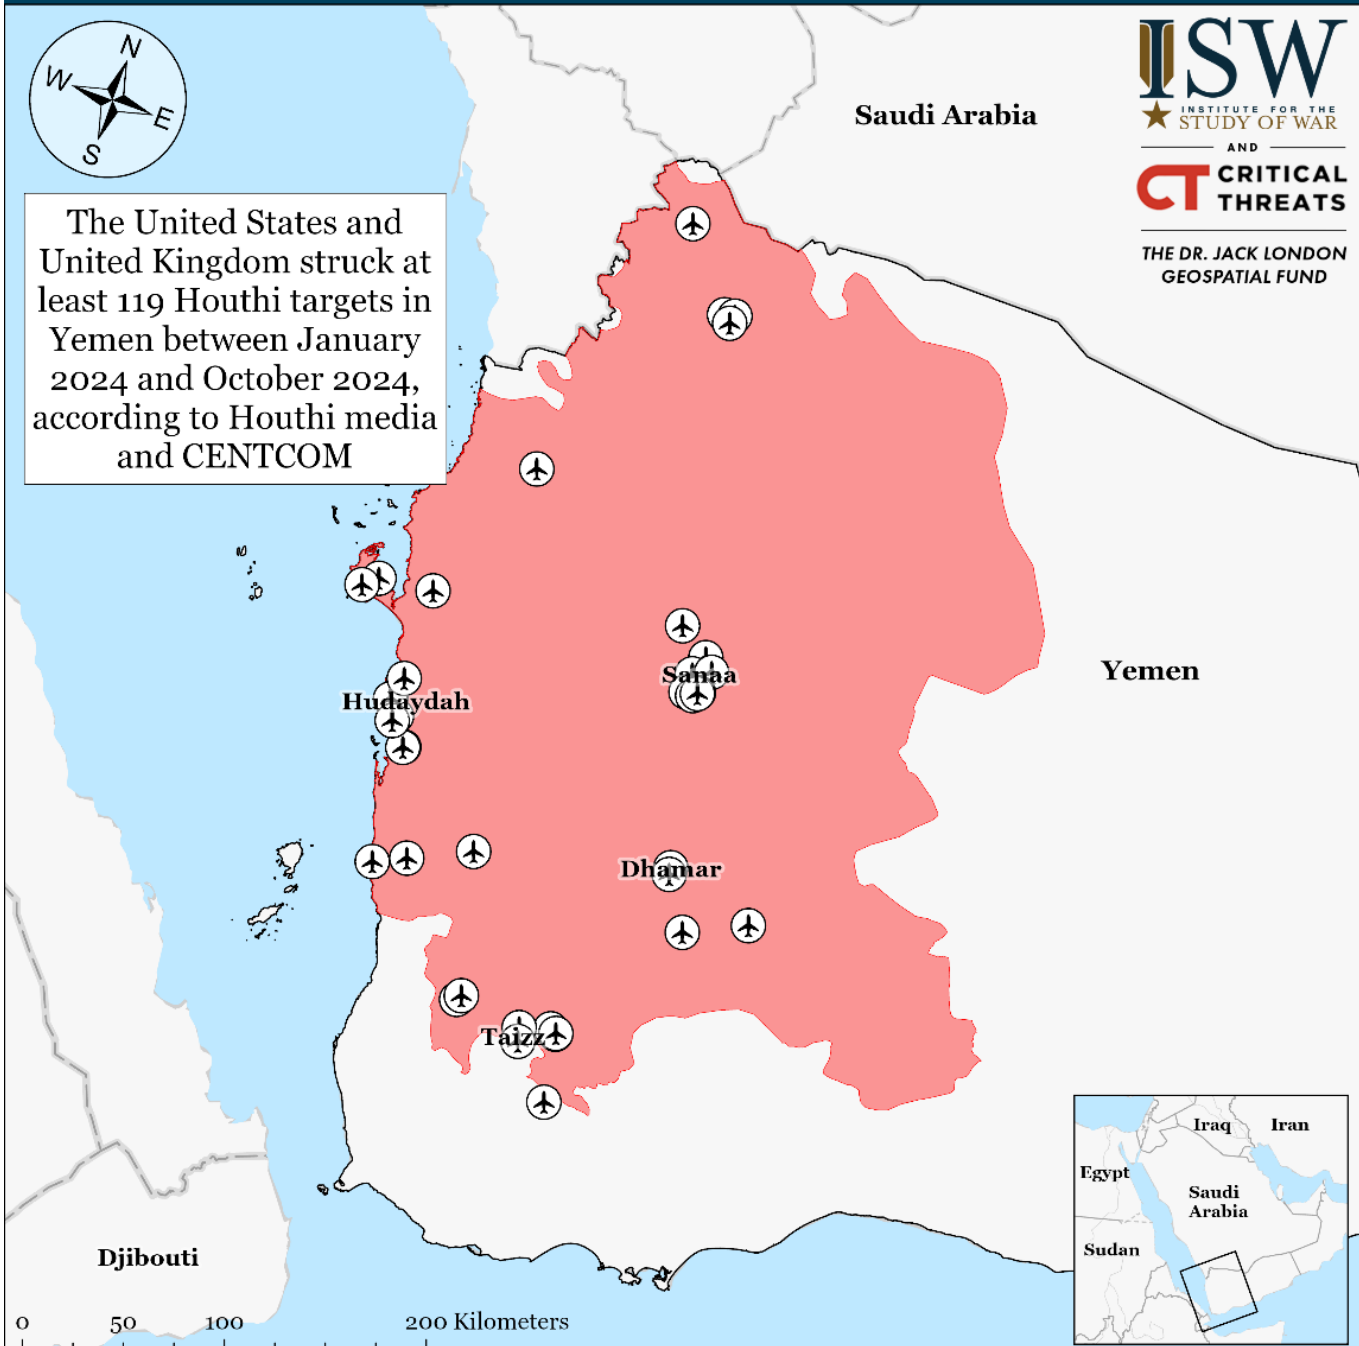 N
W
E
S
The United States and
United Kingdom struck at
least 119 Houthi targets in
Yemen between January
2024 and October 2024,
according to Houthi media
and CENTCOM
ISW
INSTITUTE FOR THE
STUDY OF WAR
AND
CT CRITICAL
THREATS
THE DR. JACK LONDON
GEOSPATIAL FUND
Saudi Arabia
Sanaa
Yemen
Hudaydah
Dhamar
Taizz
Djibouti
0 50 100 200 Kilometers
Iraq
Iran
Egypt
Saudi
Arabia
Sudan